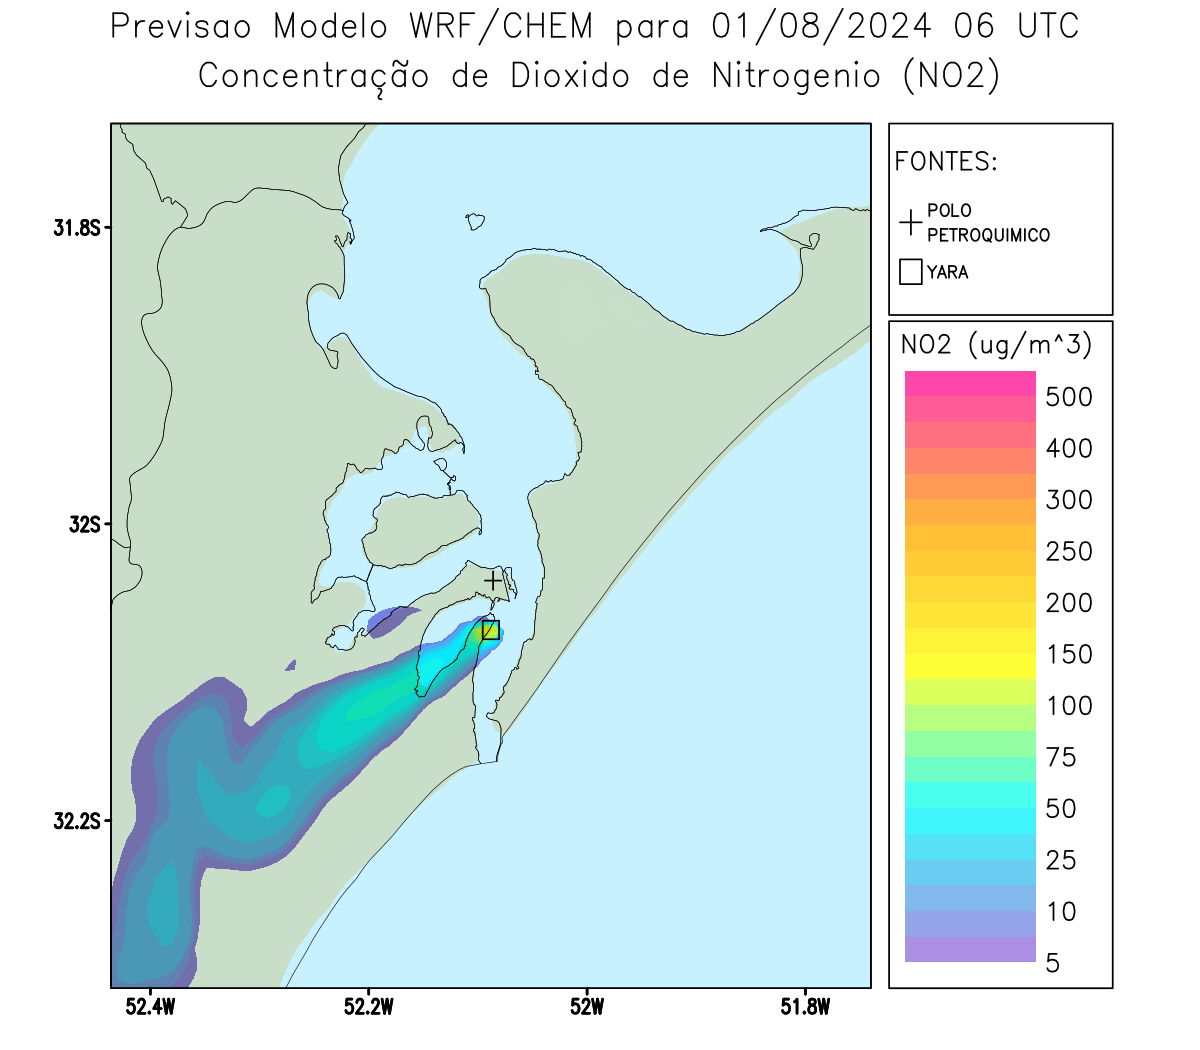 Previsao Modelo WRF/CHEM para 01/08/2024 06 UTC
Concentração de Dioxido de Nitrogenio (NO2)
FONTES:
POLO
PETROQUIMICO
YARA
NO2 (ug/m^3)
500
400
300
250
200
150
100
75
50
25
10
5
31.8S
32S
32.2S
52.4W
52.2W
52W
51.8W